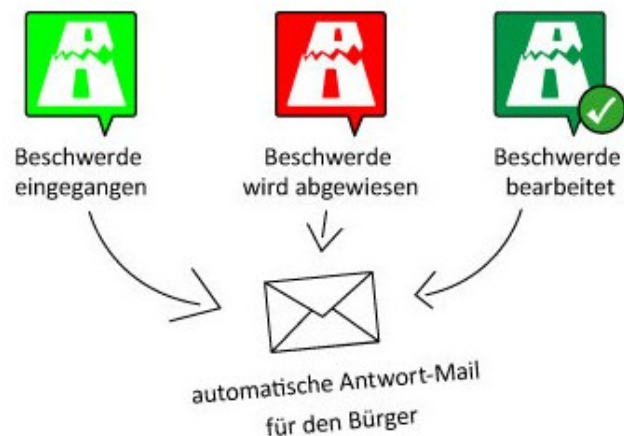 Beschwerde
eingegangen
Beschwerde
wird abgewiesen
Beschwerde
bearbeitet
automatische Antwort-Mail
für den Bürger